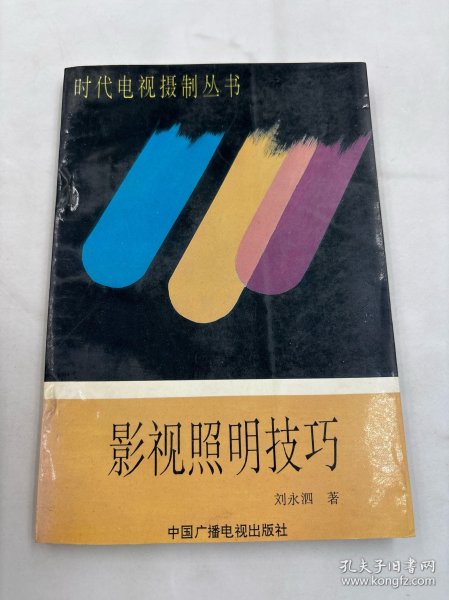 时代电视摄制丛书
影视照明技巧
刘永泗 著
中国广播电视出版社
孔夫子旧书网
www.kongfz.com